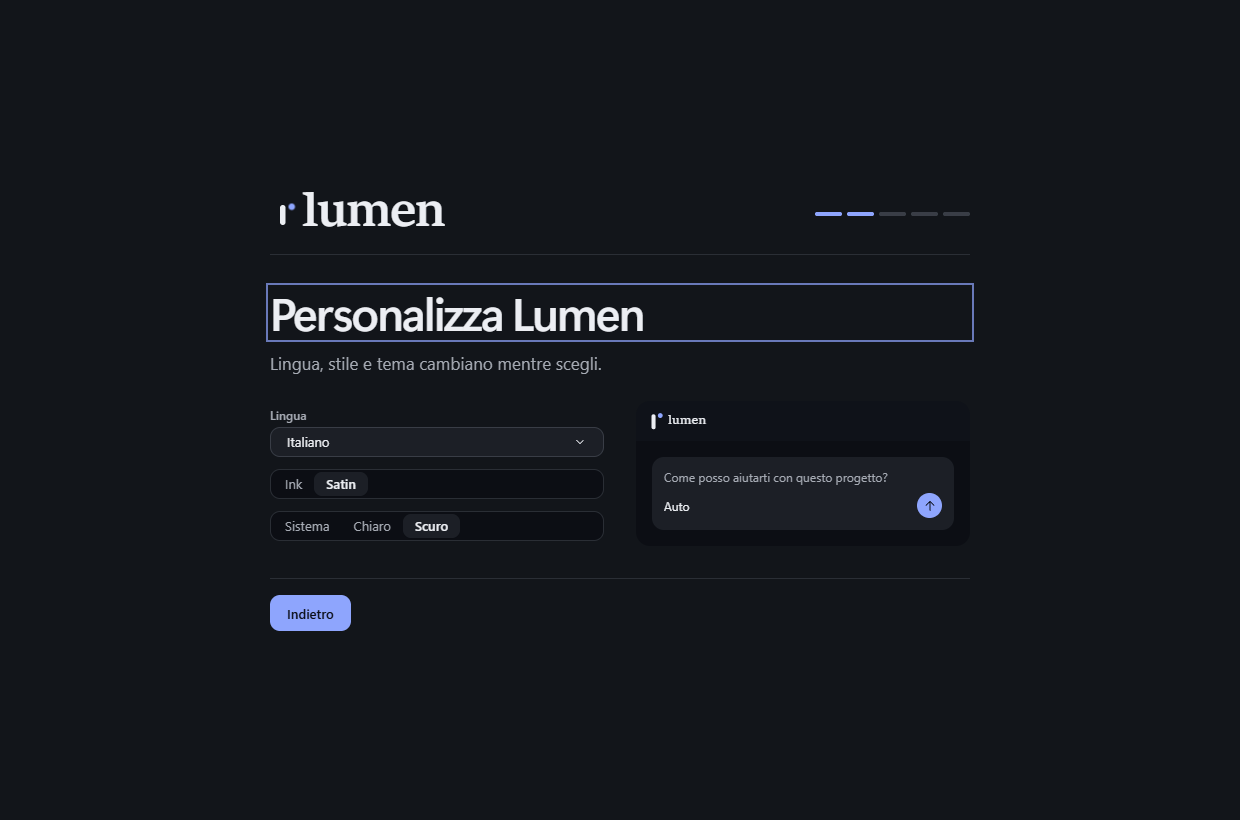 lumen
Personalizza Lumen
Lingua, stile e tema cambiano mentre scegli.
Lingua
Italiano
Ink Satin
Sistema Chiaro Scuro
lumen
Come posso aiutarti con questo progetto?
Auto
Indietro